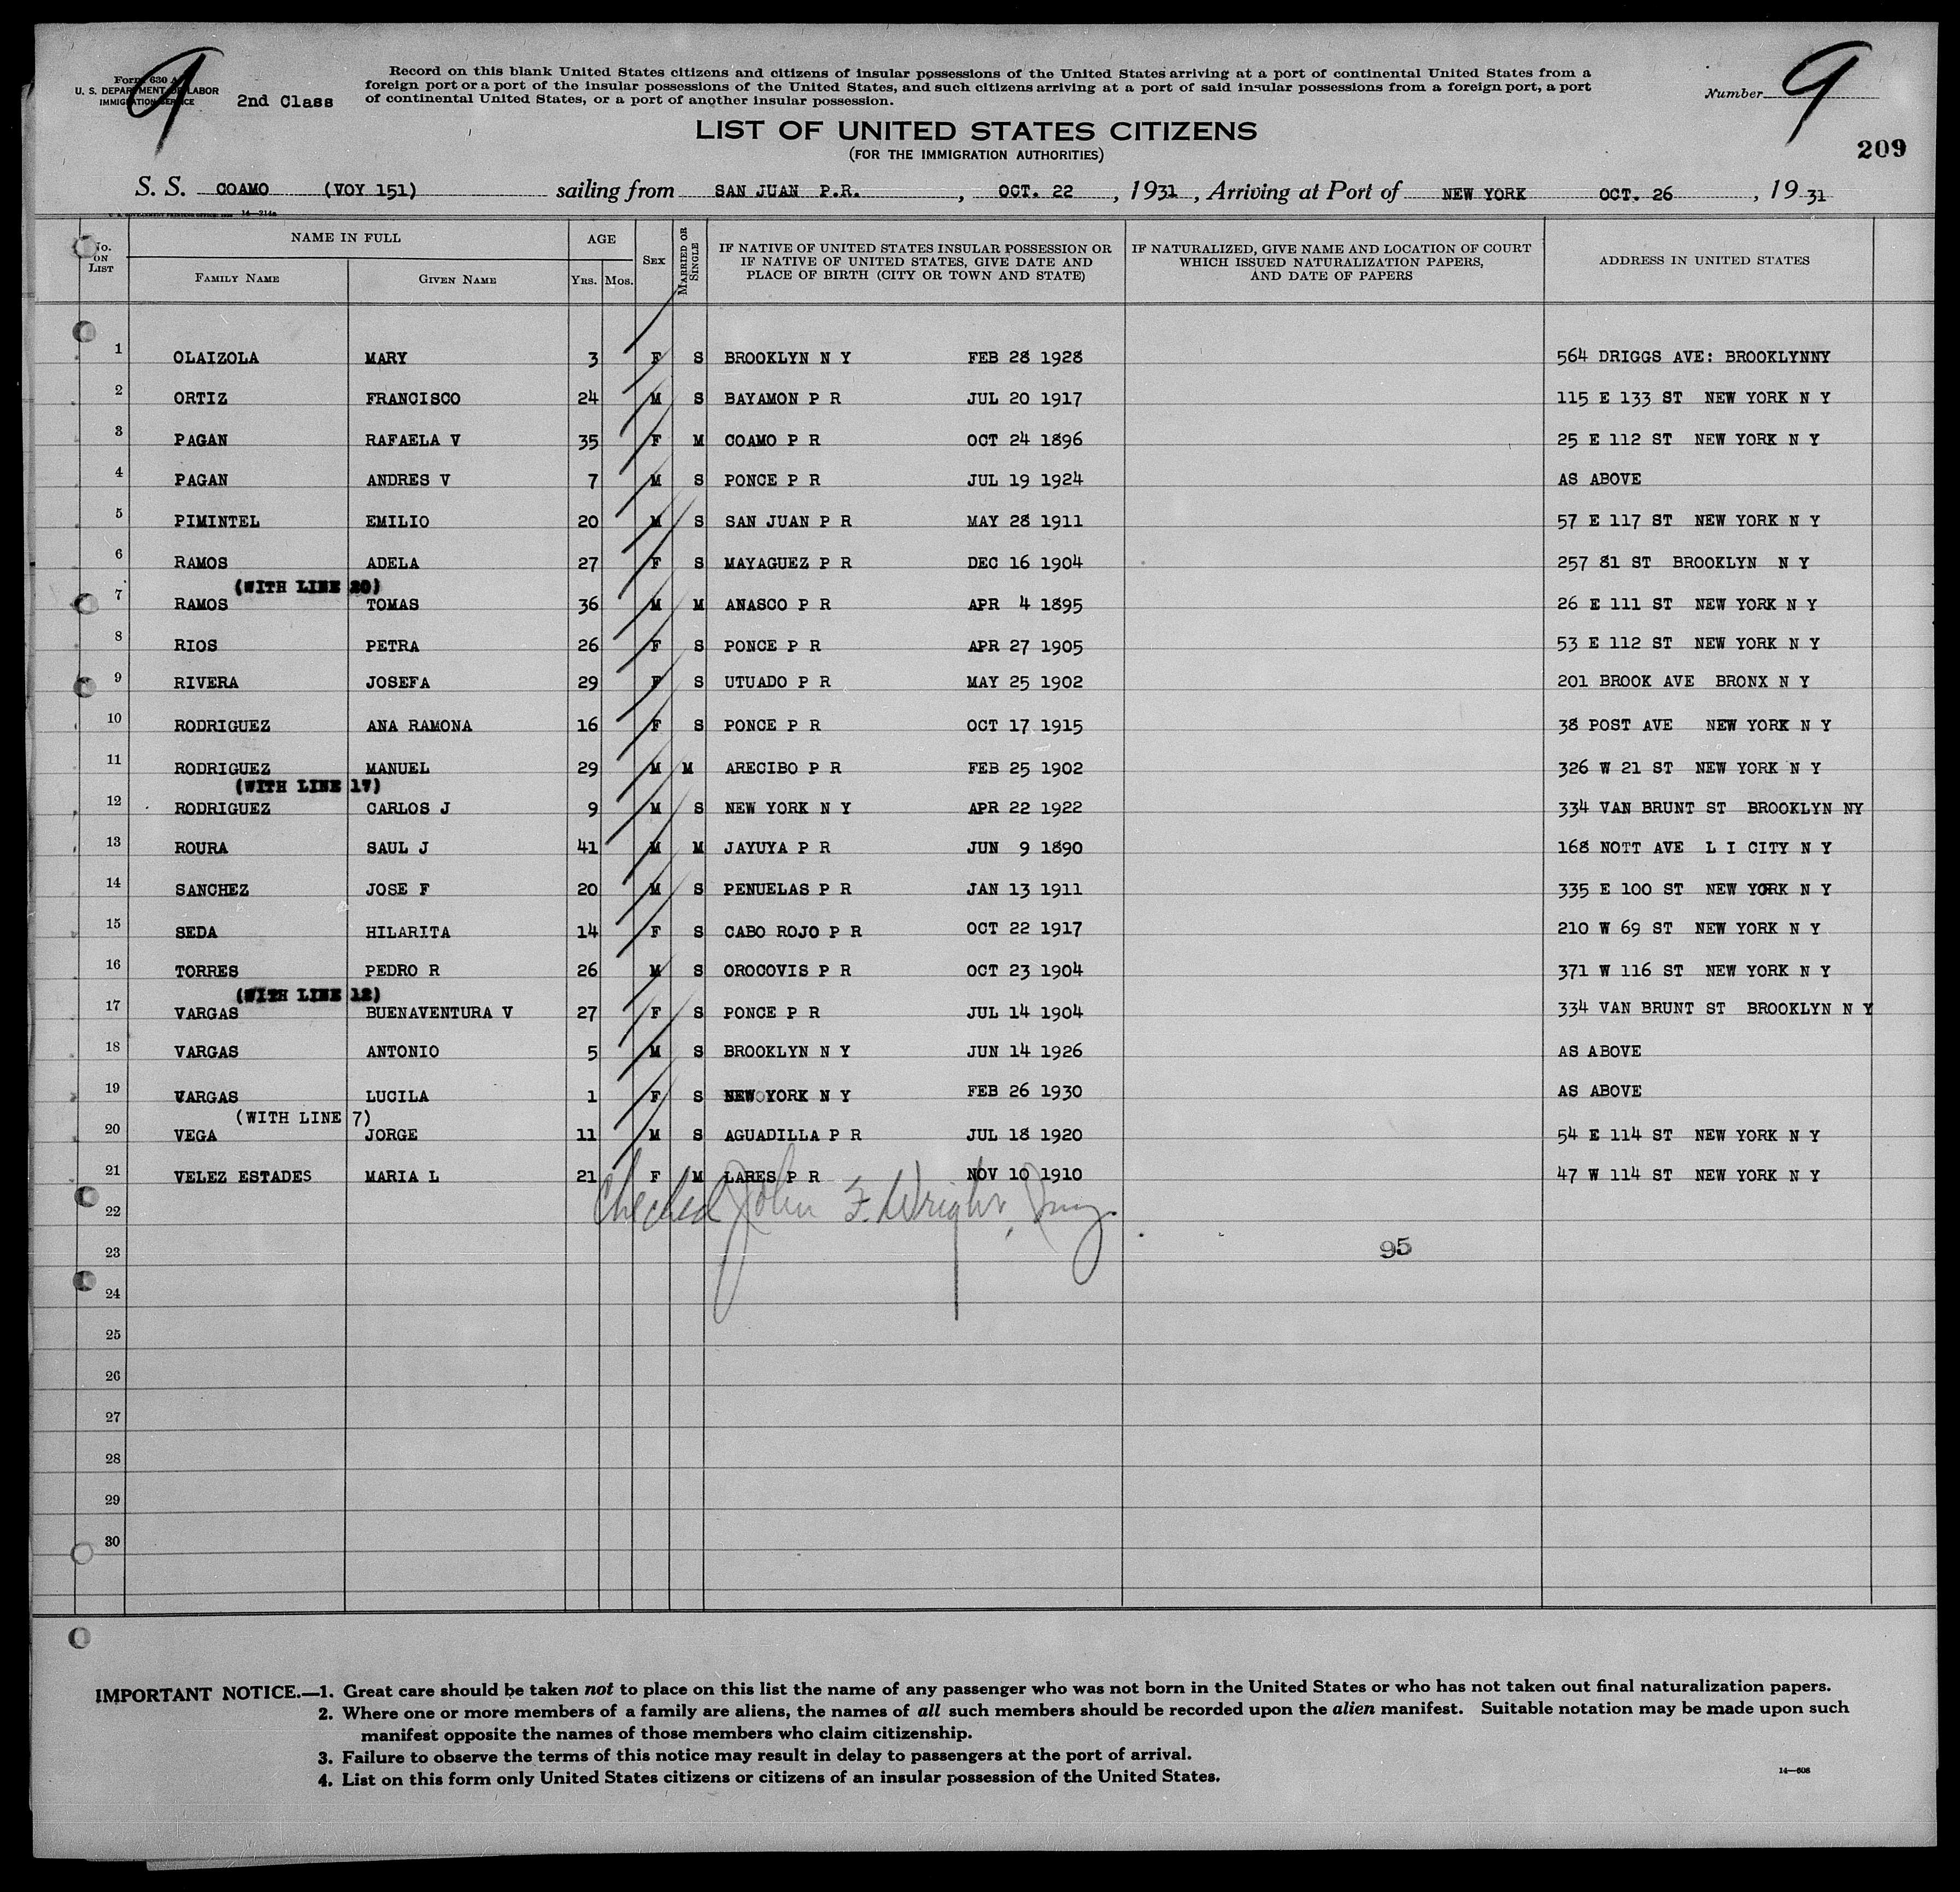 Form 630 A
U. S. DEPARTMENT OF LABOR
IMMIGRATION SERVICE
2nd Class
9
Record on this blank United States citizens and citizens of insular possessions of the United States arriving at a port of continental United States from a
foreign port or a port of the insular possessions of the United States, and such citizens arriving at a port of said insular possessions from a foreign port, a port
of continental United States, or a port of another insular possession.
Number 9
LIST OF UNITED STATES CITIZENS
(FOR THE IMMIGRATION AUTHORITIES)
209
S. S. COAMO (VOY 151) sailing from SAN JUAN P.R., OCT. 22, 1931, Arriving at Port of NEW YORK OCT. 26, 1931
U. S. GOVERNMENT PRINTING OFFICE: 14—214a
No. ON LIST NAME IN FULL FAMILY NAME GIVEN NAME AGE YRS. MOS. SEX MARRIED OR SINGLE IF NATIVE OF UNITED STATES INSULAR POSSESSION OR IF NATIVE OF UNITED STATES, GIVE DATE AND PLACE OF BIRTH (CITY OR TOWN AND STATE) IF NATURALIZED, GIVE NAME AND LOCATION OF COURT WHICH ISSUED NATURALIZATION PAPERS, AND DATE OF PAPERS ADDRESS IN UNITED STATES
1 OLAIZOLA MARY 3 F S BROOKLYN N Y FEB 28 1928 564 DRIGGS AVE: BROOKLYNNY
2 ORTIZ FRANCISCO 24 M S BAYAMON P R JUL 20 1917 115 E 133 ST NEW YORK N Y
3 PAGAN RAFAELA V 35 F M COAMO P R OCT 24 1896 25 E 112 ST NEW YORK N Y
4 PAGAN ANDRES V 7 M S PONCE P R JUL 19 1924 AS ABOVE
5 PIMINTEL EMILIO 20 M S SAN JUAN P R MAY 28 1911 57 E 117 ST NEW YORK N Y
6 RAMOS ADELA 27 F S MAYAGUEZ P R DEC 16 1904 257 81 ST BROOKLYN N Y
(WITH LINE 20)
7 RAMOS TOMAS 36 M M ANASCO P R APR 4 1895 26 E 111 ST NEW YORK N Y
8 RIOS PETRA 26 F S PONCE P R APR 27 1905 53 E 112 ST NEW YORK N Y
9 RIVERA JOSEFA 29 F S UTUADO P R MAY 25 1902 201 BROOK AVE BRONX N Y
10 RODRIGUEZ ANA RAMONA 16 F S PONCE P R OCT 17 1915 38 POST AVE NEW YORK N Y
11 RODRIGUEZ MANUEL 29 M M ARECIBO P R FEB 25 1902 326 W 21 ST NEW YORK N Y
(WITH LINE 17)
12 RODRIGUEZ CARLOS J 9 M S NEW YORK N Y APR 22 1922 334 VAN BRUNT ST BROOKLYN NY
13 ROURA SAUL J 41 M M JAYUYA P R JUN 9 1890 168 NOTT AVE L I CITY N Y
14 SANCHEZ JOSE F 20 M S PENUELAS P R JAN 13 1911 335 E 100 ST NEW YORK N Y
15 SEDA HILARITA 14 F S CABO ROJO P R OCT 22 1917 210 W 69 ST NEW YORK N Y
16 TORRES PEDRO R 26 M S OROCOVIS P R OCT 23 1904 371 W 116 ST NEW YORK N Y
(WITH LINE 12)
17 VARGAS BUENAVENTURA V 27 F S PONCE P R JUL 14 1904 334 VAN BRUNT ST BROOKLYN N Y
18 VARGAS ANTONIO 5 M S BROOKLYN N Y JUN 14 1926 AS ABOVE
19 VARGAS LUCILA 1 F S NEW YORK N Y FEB 26 1930 AS ABOVE
(WITH LINE 7)
20 VEGA JORGE 11 M S AGUADILLA P R JUL 18 1920 54 E 114 ST NEW YORK N Y
21 VELEZ ESTADES MARIA L 21 F M LARES P R NOV 10 1910 47 W 114 ST NEW YORK N Y
22 Checked John F. Wright
23 95
24
25
26
27
28
29
30
IMPORTANT NOTICE.—1. Great care should be taken not to place on this list the name of any passenger who was not born in the United States or who has not taken out final naturalization papers.
2. Where one or more members of a family are aliens, the names of all such members should be recorded upon the alien manifest. Suitable notation may be made upon such
manifest opposite the names of those members who claim citizenship.
3. Failure to observe the terms of this notice may result in delay to passengers at the port of arrival.
4. List on this form only United States citizens or citizens of an insular possession of the United States.
14—608